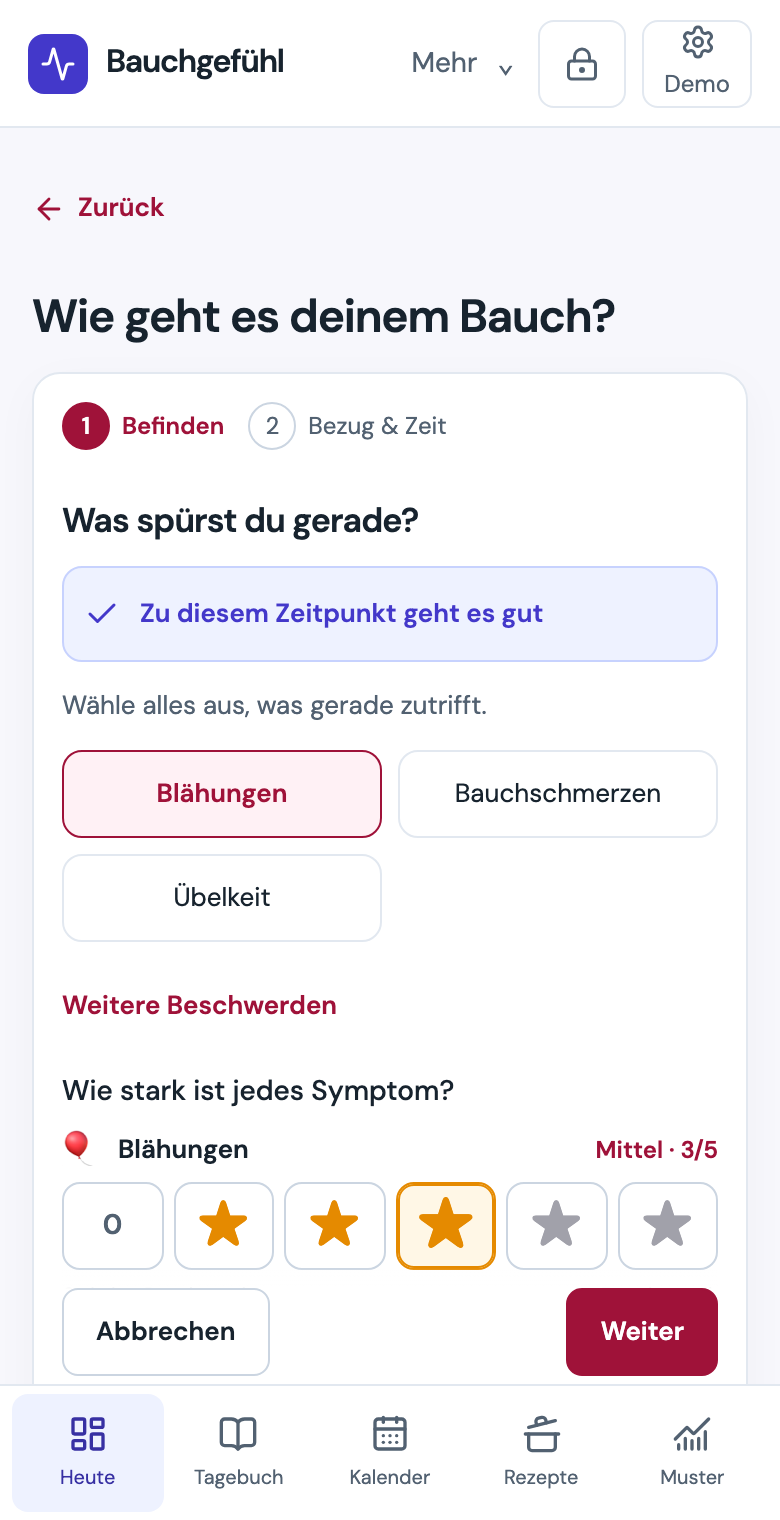 Bauchgefühl
Mehr
Demo
Zurück
Wie geht es deinem Bauch?
1 Befinden 2 Bezug & Zeit
Was spürst du gerade?
Zu diesem Zeitpunkt geht es gut
Wähle alles aus, was gerade zutrifft.
Blähungen Bauchschmerzen
Übelkeit
Weitere Beschwerden
Wie stark ist jedes Symptom?
Blähungen Mittel · 3/5
0
Abbrechen Weiter
Heute Tagebuch Kalender Rezepte Muster